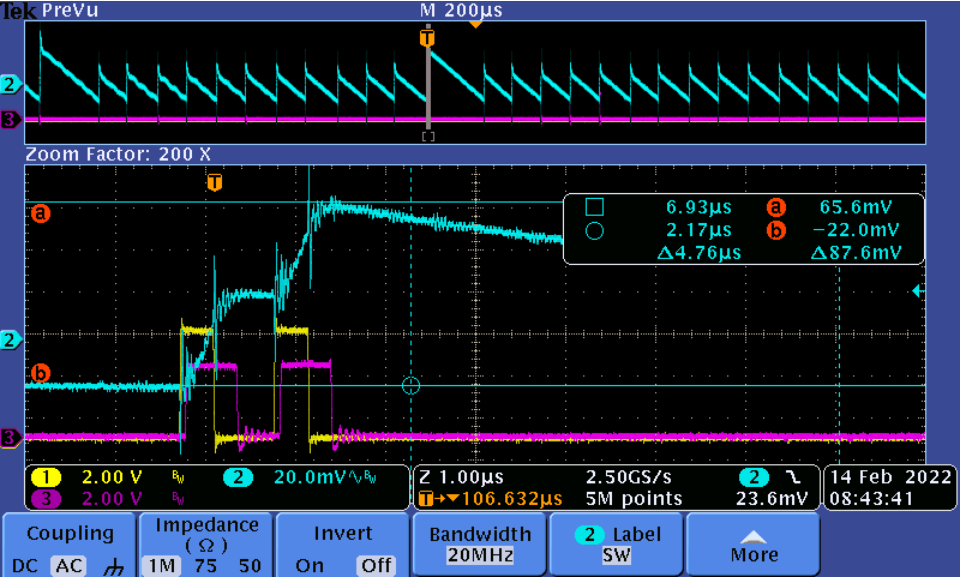 Tek PreVu M 200µs
T
2
3
[ ]
Zoom Factor: 200 X
T
a
6.93µs a 65.6mV
2.17µs b −22.0mV
Δ4.76µs Δ87.6mV
2
b
3
1 2.00 V BW 2 20.0mV BW
3 2.00 V BW
Z 1.00µs 2.50GS/s 2
T→▾106.632µs 5M points 23.6mV
14 Feb 2022
08:43:41
Coupling
DC AC
Impedance
(Ω)
1M 75 50
Invert
On Off
Bandwidth
20MHz
2 Label
SW
More